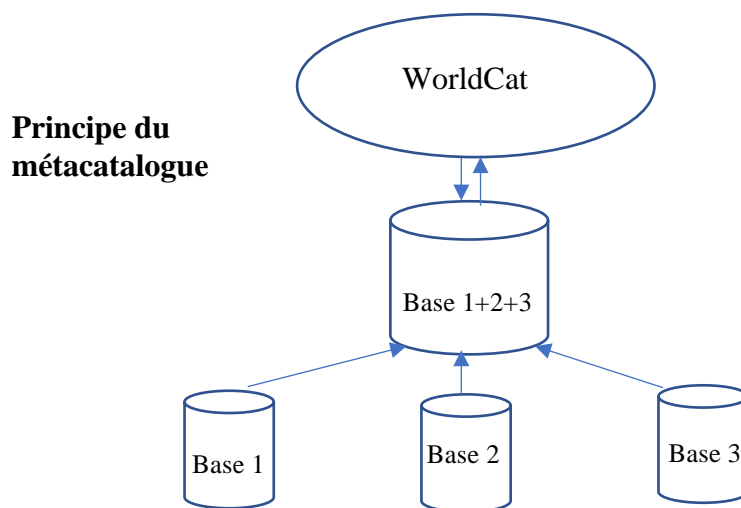 WorldCat
Principe du
métacatalogue
Base 1+2+3
Base 1
Base 2
Base 3